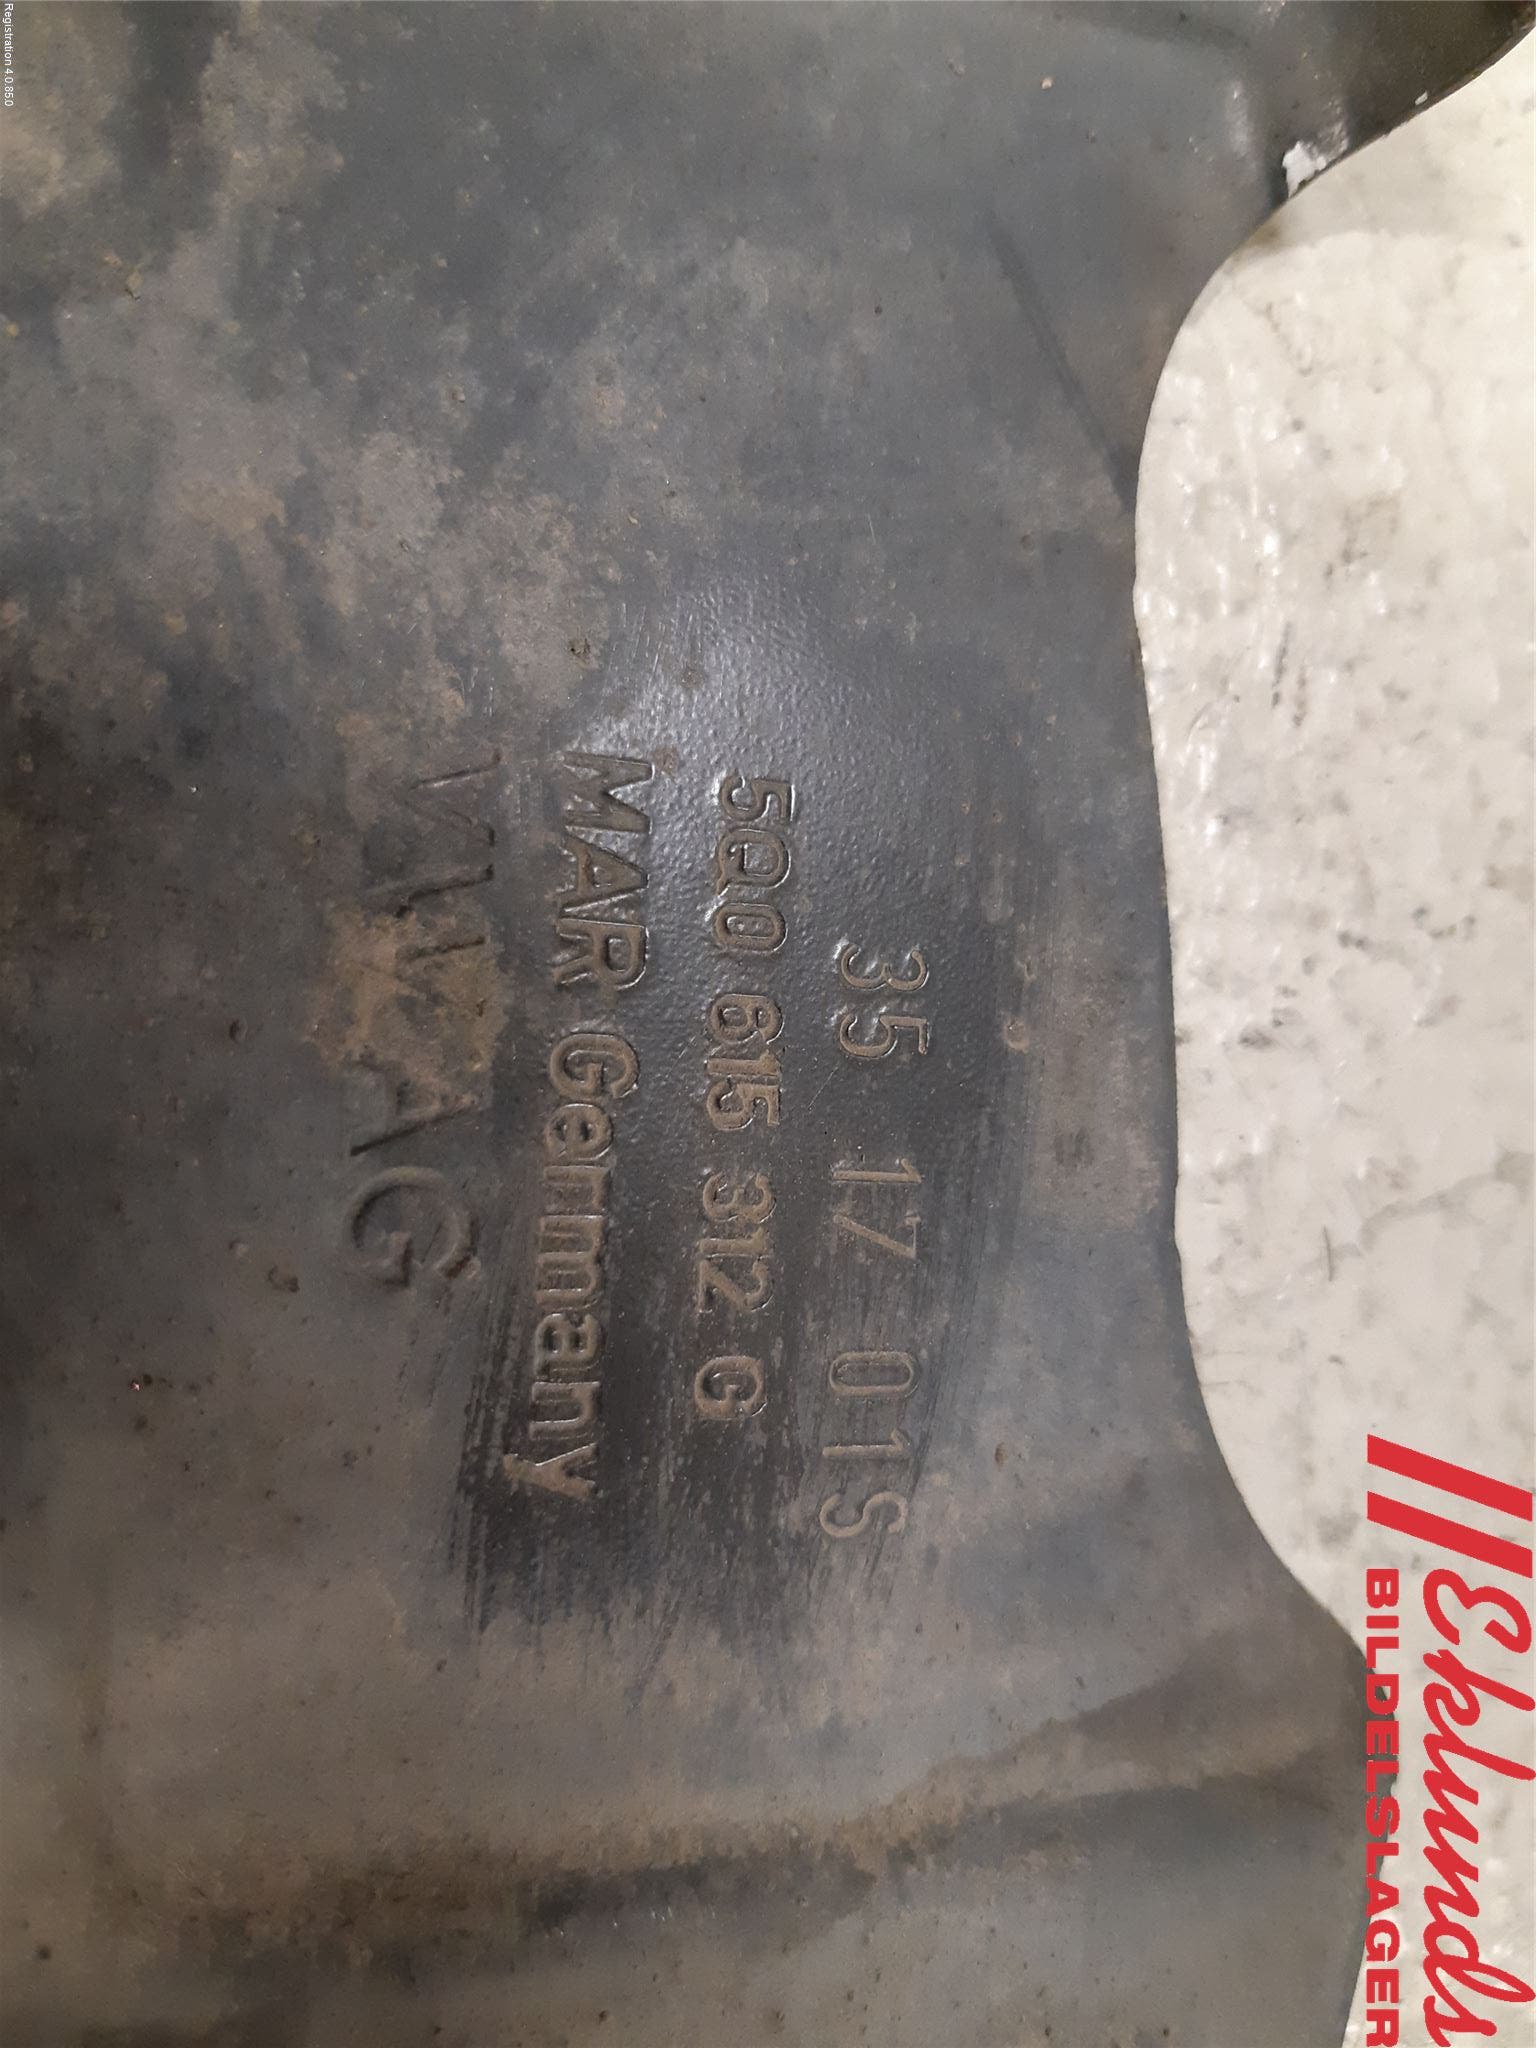 Registration 4.0.85.0
35 17 01S
5Q0 615 312 G
MAR Germany
VW AG
Eklunds
BILDELSLAGER